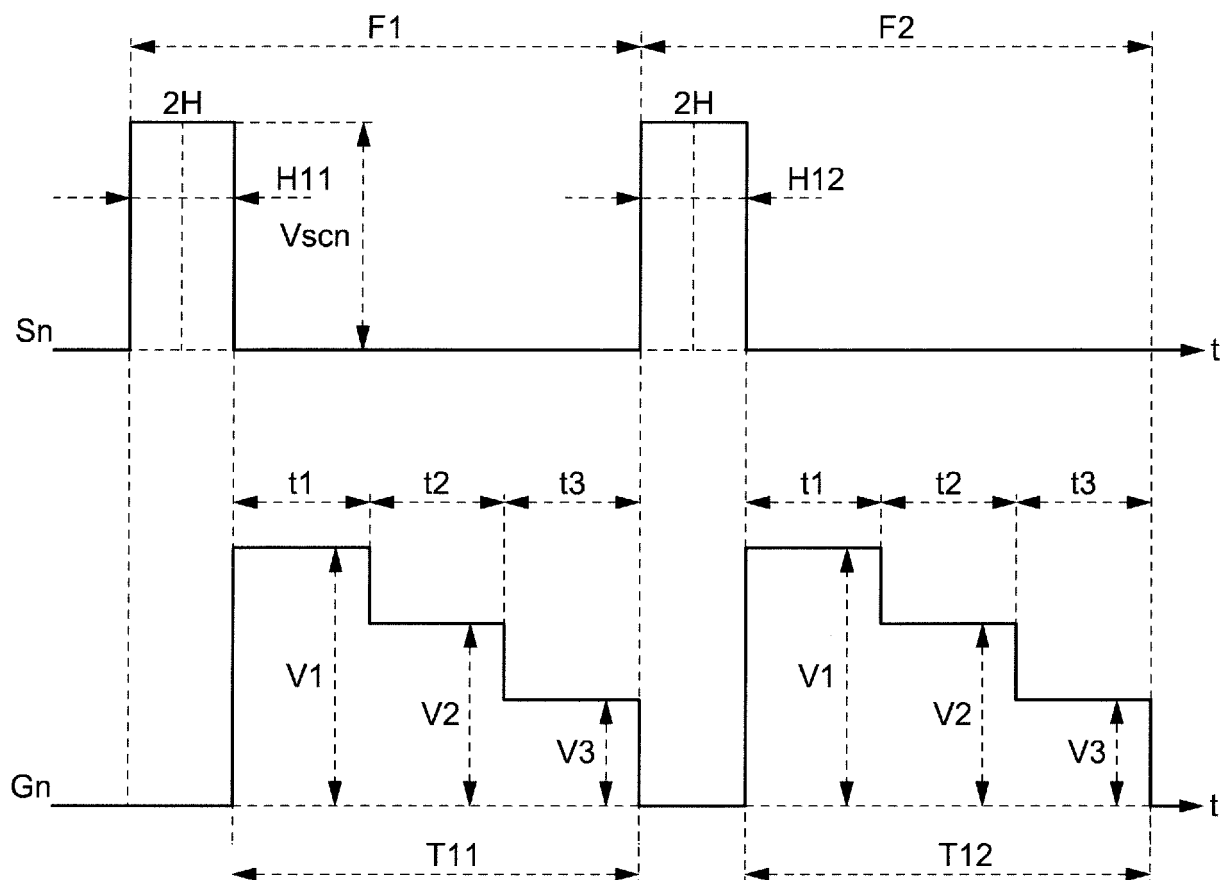 F1 F2
2H 2H
H11 H12
Vscn
Sn t
t1 t2 t3 t1 t2 t3
V1 V1
V2 V2
V3 V3
Gn t
T11 T12